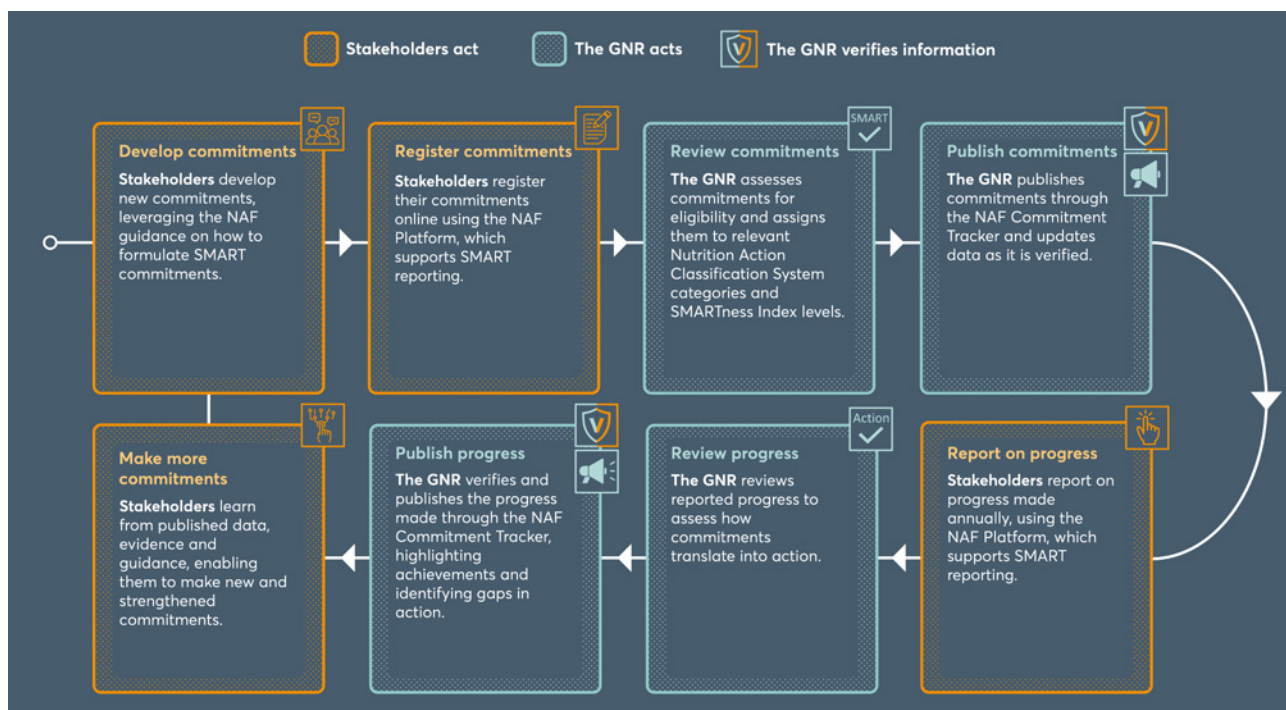 Stakeholders act
The GNR acts
V
The GNR verifies information
Develop commitments
Stakeholders develop
new commitments,
leveraging the NAF
guidance on how to
formulate SMART
commitments.
Register commitments
Stakeholders register
their commitments
online using the NAF
Platform, which
supports SMART
reporting.
SMART
Review commitments
The GNR assesses
commitments for
eligibility and assigns
them to relevant
Nutrition Action
Classification System
categories and
SMARTness Index levels.
V
Publish commitments
The GNR publishes
commitments through
the NAF Commitment
Tracker and updates
data as it is verified.
Report on progress
Stakeholders report on
progress made
annually, using the
NAF Platform, which
supports SMART
reporting.
Action
Review progress
The GNR reviews
reported progress to
assess how
commitments
translate into action.
V
Publish progress
The GNR verifies and
publishes the progress
made through the NAF
Commitment Tracker,
highlighting
achievements and
identifying gaps in
action.
Make more
commitments
Stakeholders learn
from published data,
evidence and
guidance, enabling
them to make new and
strengthened
commitments.